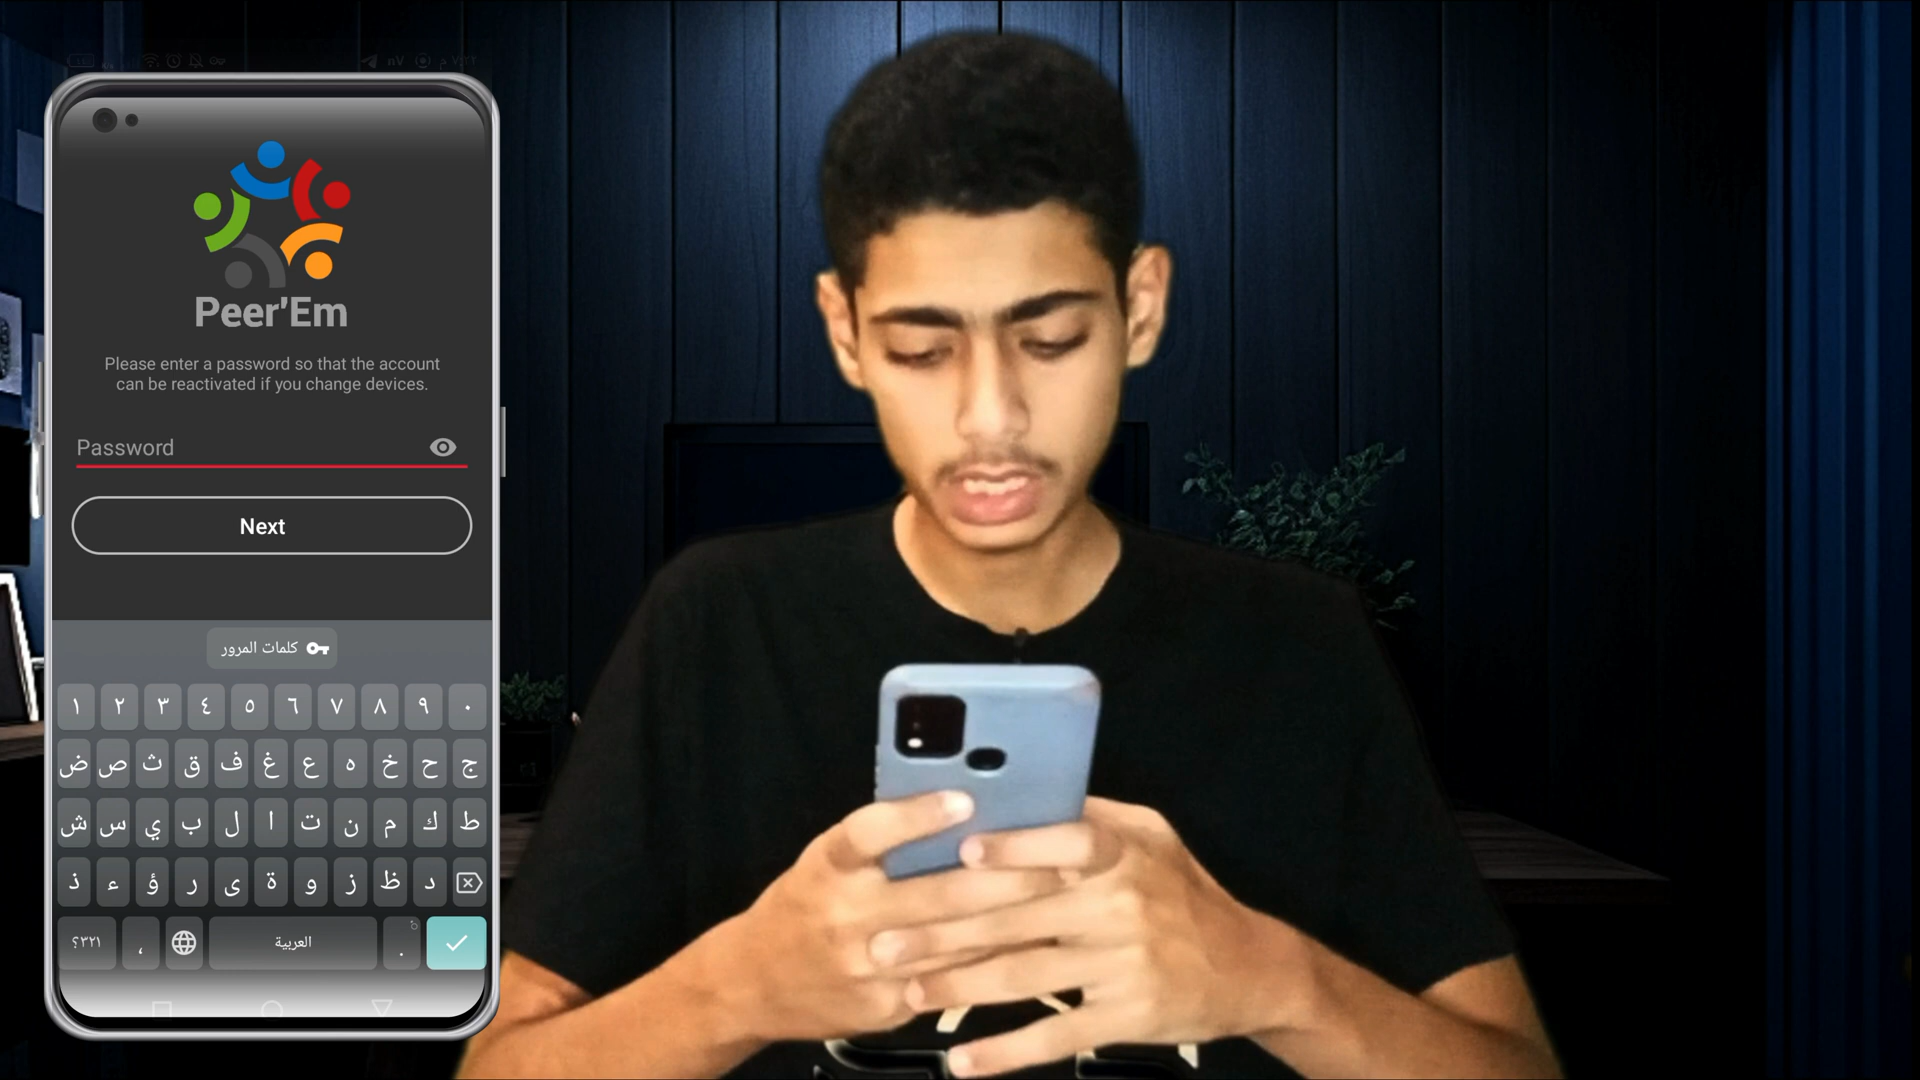 Peer'Em
Please enter a password so that the account
can be reactivated if you change devices.
Password
Next
كلمات المرور
١ ٢ ٣ ٤ ٥ ٦ ٧ ٨ ٩ ٠
ض ص ث ق ف غ ع ه خ ح ج
ش س ي ب ل ا ت ن م ك ط
ذ ء ؤ ر ى ة و ز ظ د
؟٣٢١ ، العربية .